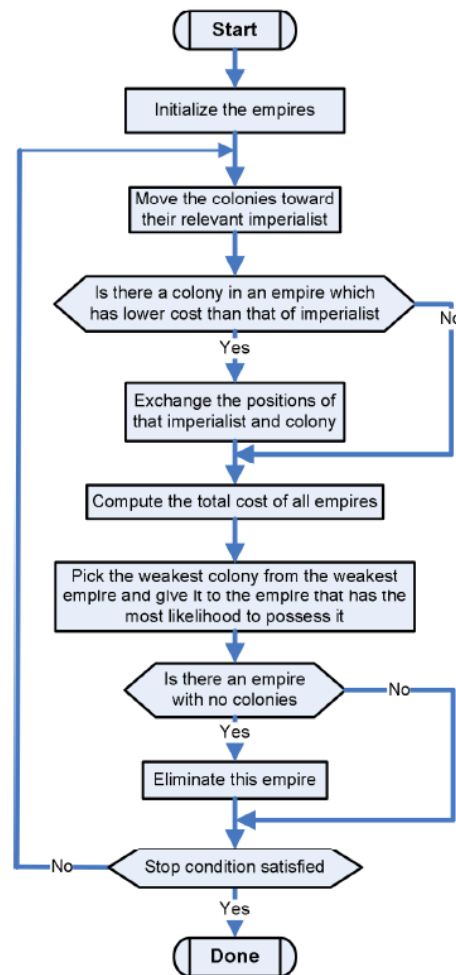 Start
Initialize the empires
Move the colonies toward
their relevant imperialist
Is there a colony in an empire which
has lower cost than that of imperialist
No
Yes
Exchange the positions of
that imperialist and colony
Compute the total cost of all empires
Pick the weakest colony from the weakest
empire and give it to the empire that has the
most likelihood to possess it
Is there an empire
with no colonies
No
Yes
Eliminate this empire
Stop condition satisfied
No
Yes
Done